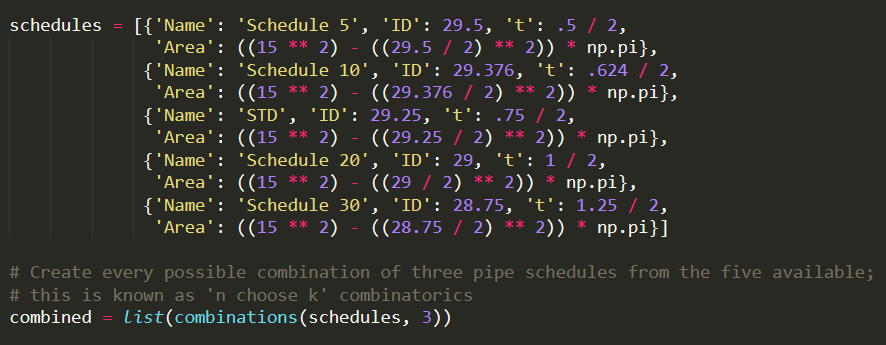 schedules = [{'Name': 'Schedule 5', 'ID': 29.5, 't': .5 / 2,
'Area': ((15 ** 2) - ((29.5 / 2) ** 2)) * np.pi},
{'Name': 'Schedule 10', 'ID': 29.376, 't': .624 / 2,
'Area': ((15 ** 2) - ((29.376 / 2) ** 2)) * np.pi},
{'Name': 'STD', 'ID': 29.25, 't': .75 / 2,
'Area': ((15 ** 2) - ((29.25 / 2) ** 2)) * np.pi},
{'Name': 'Schedule 20', 'ID': 29, 't': 1 / 2,
'Area': ((15 ** 2) - ((29 / 2) ** 2)) * np.pi},
{'Name': 'Schedule 30', 'ID': 28.75, 't': 1.25 / 2,
'Area': ((15 ** 2) - ((28.75 / 2) ** 2)) * np.pi}]
# Create every possible combination of three pipe schedules from the five available;
# this is known as 'n choose k' combinatorics
combined = list(combinations(schedules, 3))